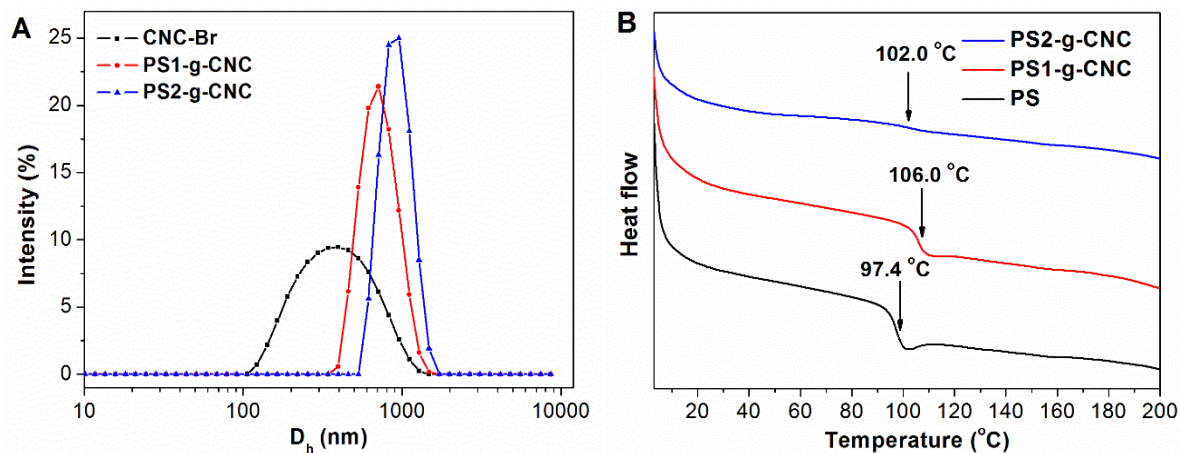 A
CNC-Br
PS1-g-CNC
PS2-g-CNC
25
20
15
10
5
0
Intensity (%)
10
100
1000
10000
D_h (nm)
B
PS2-g-CNC
PS1-g-CNC
PS
102.0 °C
106.0 °C
97.4 °C
Heat flow
20 40 60 80 100 120 140 160 180 200
Temperature (°C)